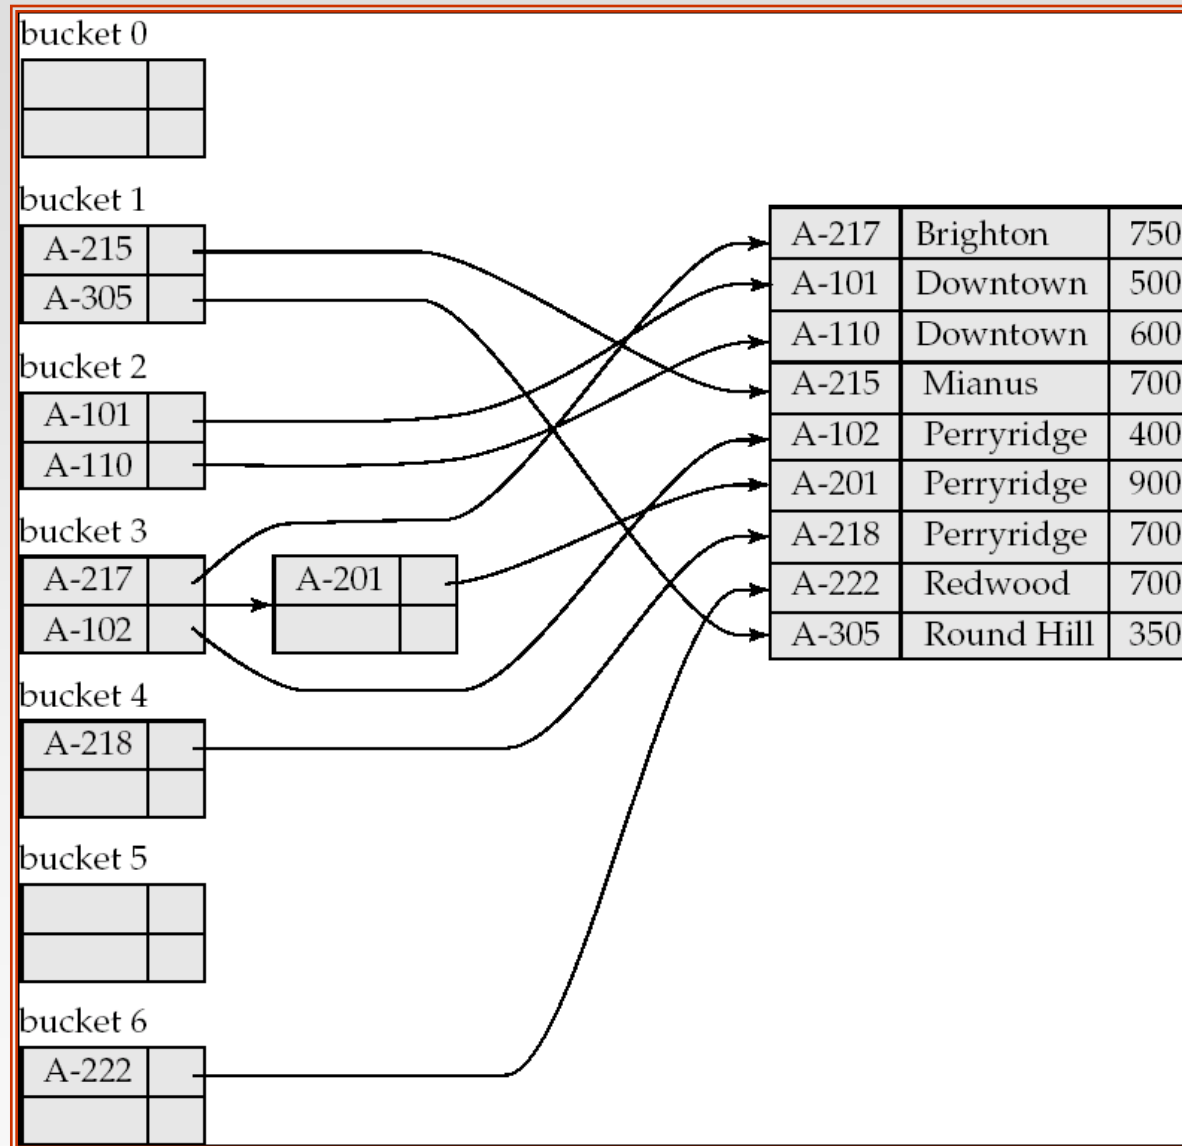 bucket 0
bucket 1
A-215
A-305
bucket 2
A-101
A-110
bucket 3
A-217
A-102
A-201
bucket 4
A-218
bucket 5
bucket 6
A-222
A-217 Brighton 750
A-101 Downtown 500
A-110 Downtown 600
A-215 Mianus 700
A-102 Perryridge 400
A-201 Perryridge 900
A-218 Perryridge 700
A-222 Redwood 700
A-305 Round Hill 350